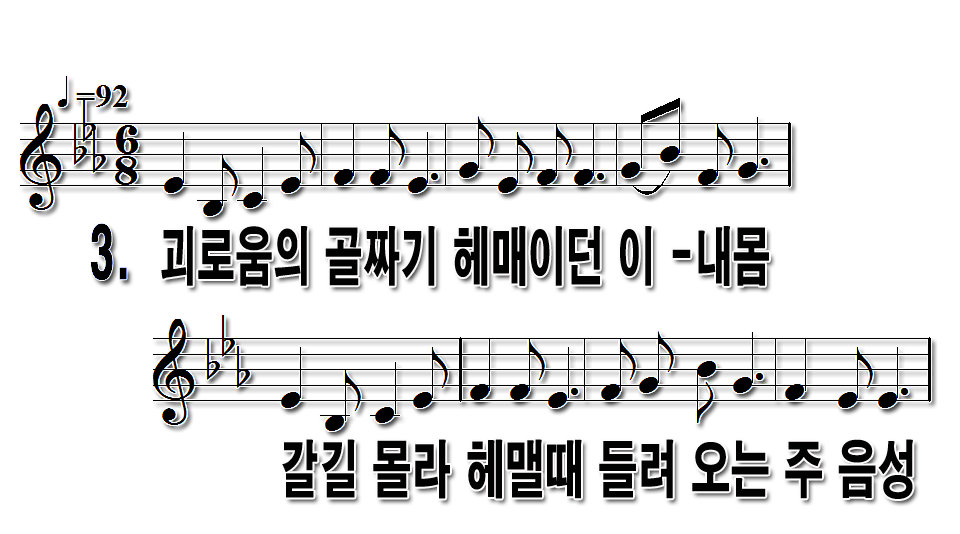 ♩=92
6
8
3. 괴로움의 골짜기 헤매이던 이 -내몸
갈길 몰라 헤맬때 들려 오는 주 음성